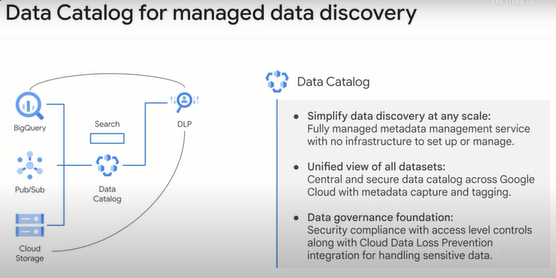 Data Catalog for managed data discovery
BigQuery
Search
DLP
Pub/Sub
Data
Catalog
Cloud
Storage
Data Catalog
• Simplify data discovery at any scale:
Fully managed metadata management service
with no infrastructure to set up or manage.
• Unified view of all datasets:
Central and secure data catalog across Google
Cloud with metadata capture and tagging.
• Data governance foundation:
Security compliance with access level controls
along with Cloud Data Loss Prevention
integration for handling sensitive data.